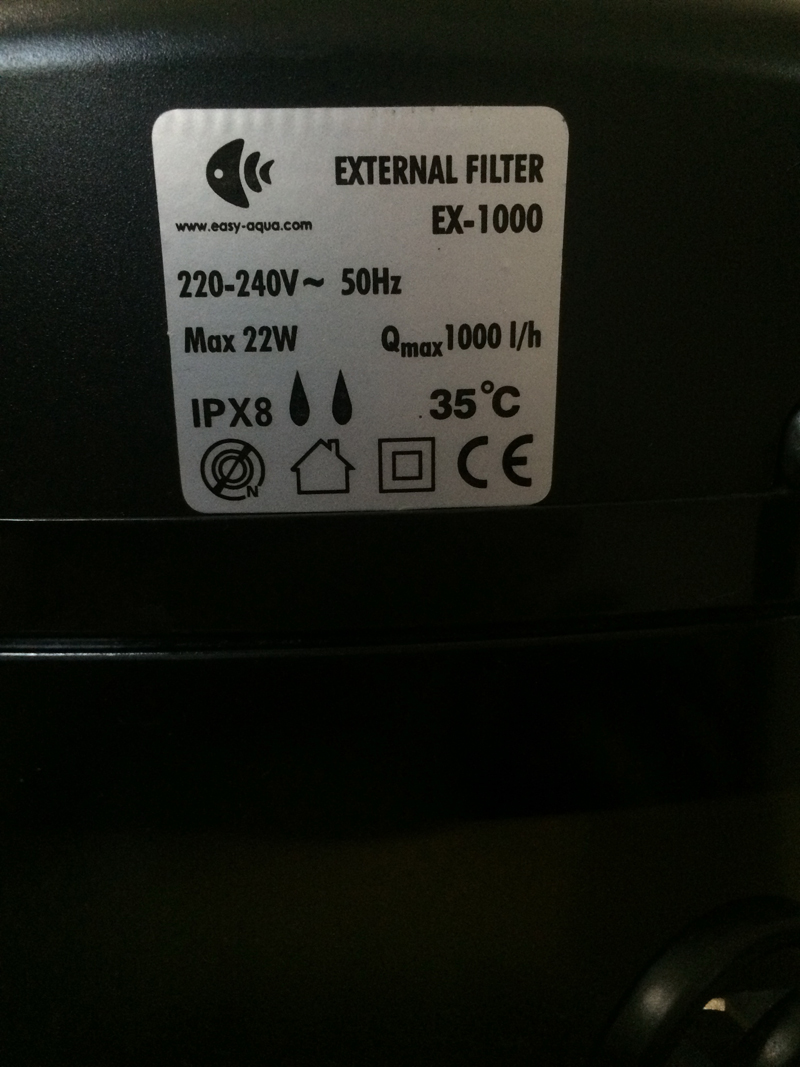 EXTERNAL FILTER
www.easy-aqua.com
EX-1000
220-240V~ 50Hz
Max 22W Qmax1000 l/h
IPX8 35°C
N CE